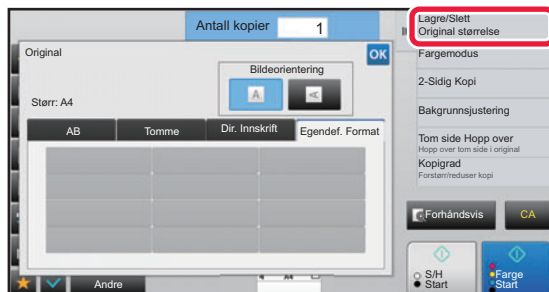 Antall kopier 1
Lagre/Slett
Original størrelse
Original
OK
Bildeorientering
A A
Størr: A4
AB Tomme Dir. Innskrift Egendef. Format
Fargemodus
2-Sidig Kopi
Bakgrunnsjustering
Tom side Hopp over
Hopp over tom side i original
Kopigrad
Forstørr/reduser kopi
Forhåndsvis CA
S/H
Start
Farge
Start
Andre
A4